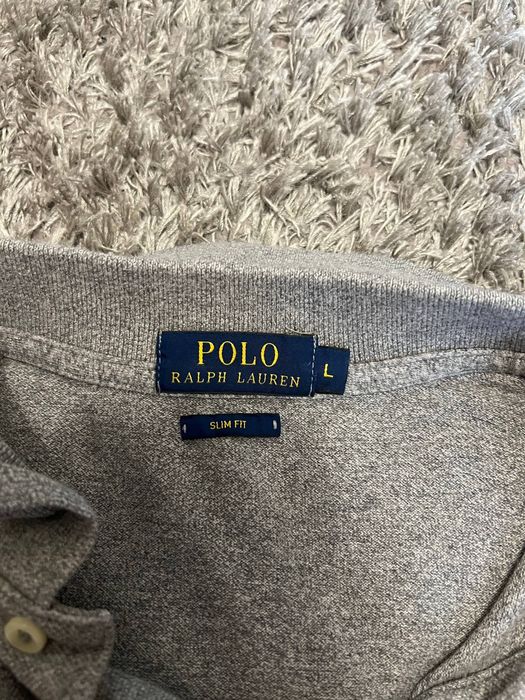 POLO
RALPH LAUREN
L
SLIM FIT